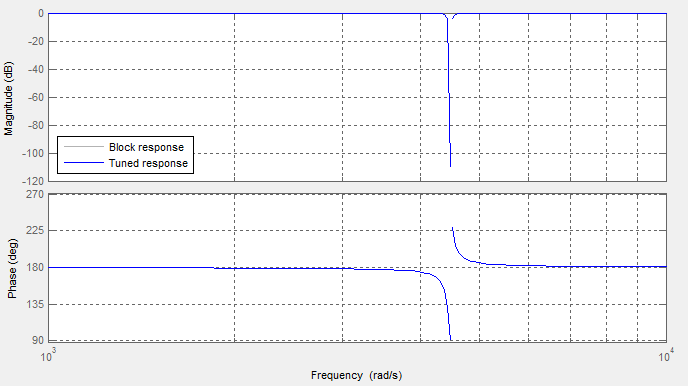 Magnitude (dB)
0
-20
-40
-60
-80
-100
-120
Block response
Tuned response
Phase (deg)
270
225
180
135
90
10^3
10^4
Frequency (rad/s)